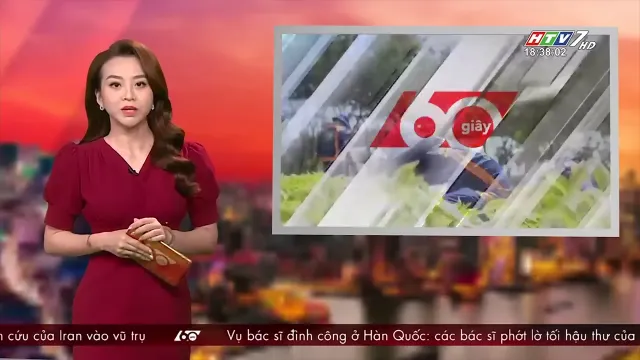 HTV7 HD
18:38:02
60 giây
n cứu của Iran vào vũ trụ 60 Vụ bác sĩ đình công ở Hàn Quốc: các bác sĩ phớt lờ tối hậu thư của